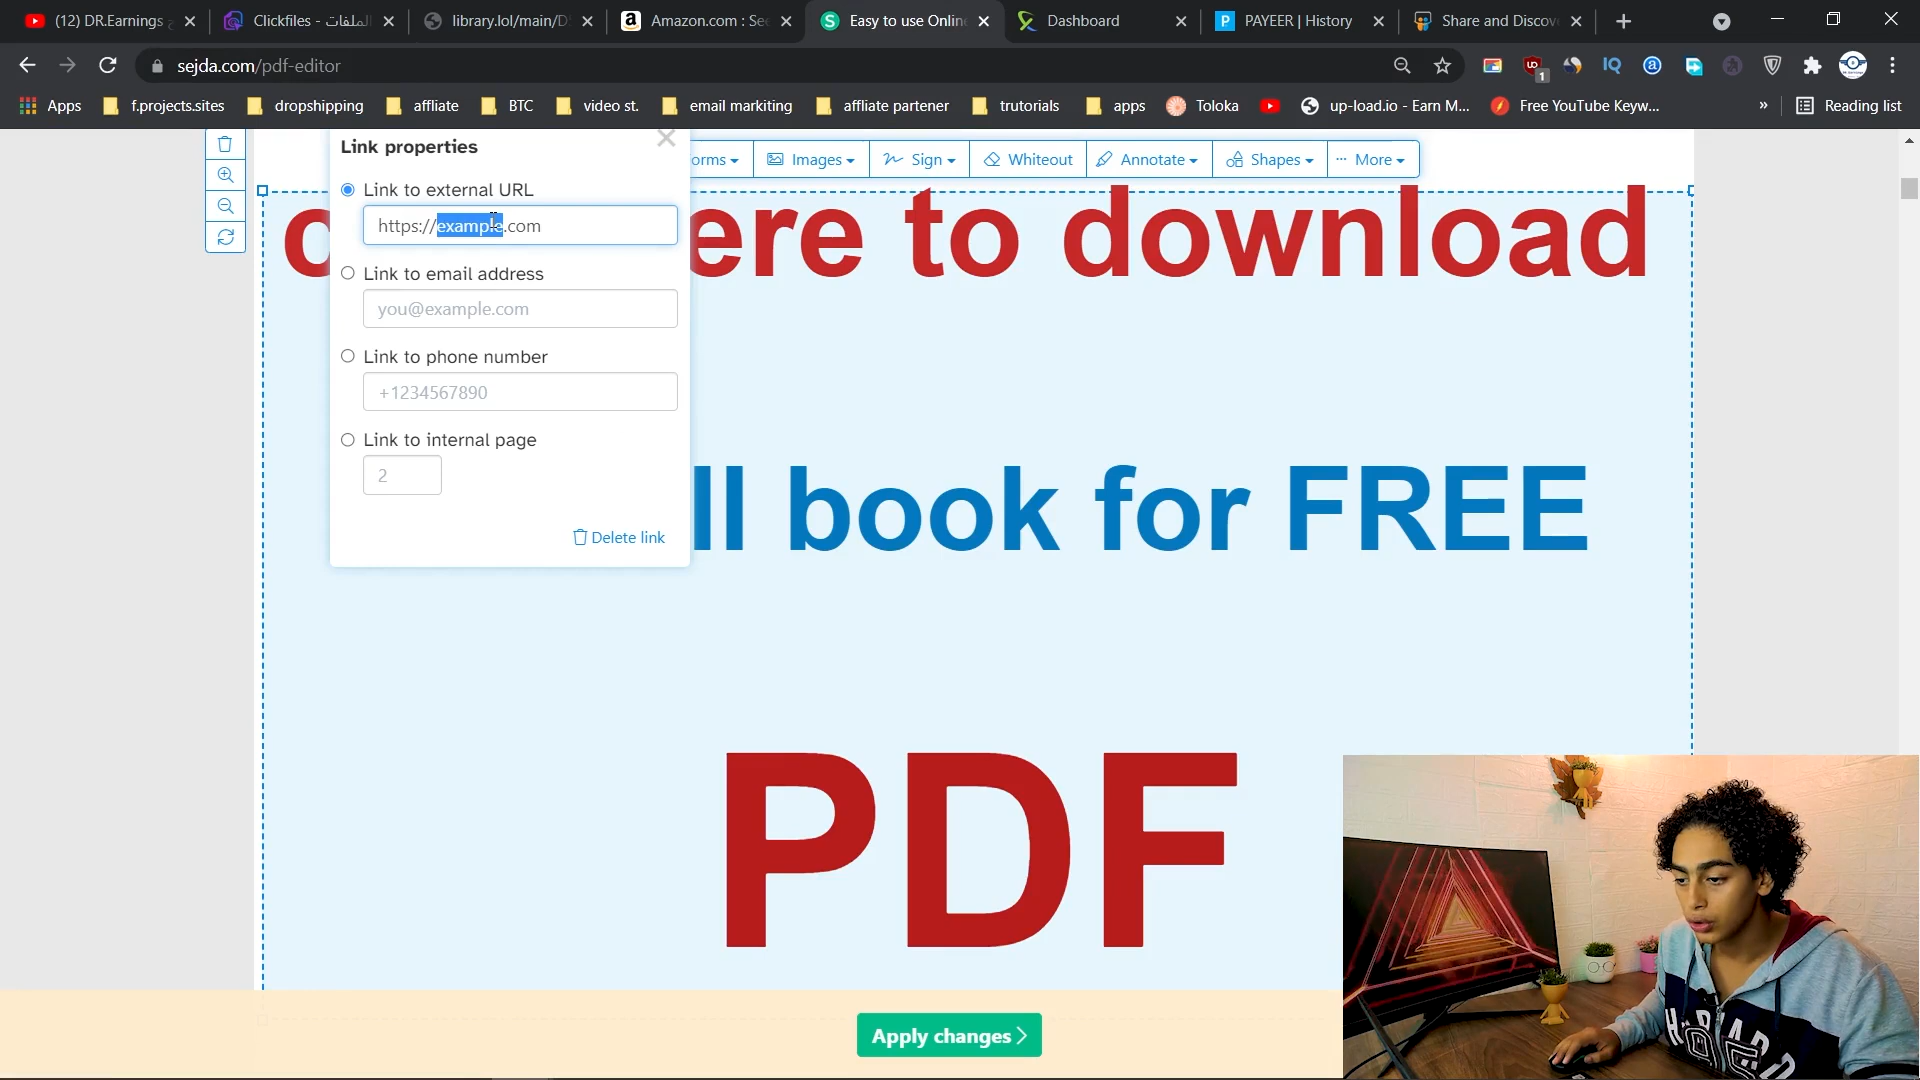 (12) DR.Earnings
Clickfiles - الملفات
library.lol/main/D
Amazon.com : Se
Easy to use Onlin
Dashboard
PAYEER | History
Share and Discov
sejda.com/pdf-editor
1
Apps
f.projects.sites
dropshipping
affliate
BTC
video st.
email markiting
affliate partener
trutorials
apps
Toloka
up-load.io - Earn M...
Free YouTube Keyw...
»
Reading list
Link properties
Link to external URL
https://example.com
Link to email address
you@example.com
Link to phone number
+1234567890
Link to internal page
2
Delete link
orms
Images
Sign
Whiteout
Annotate
Shapes
More
ere to download
ll book for FREE
PDF
Apply changes